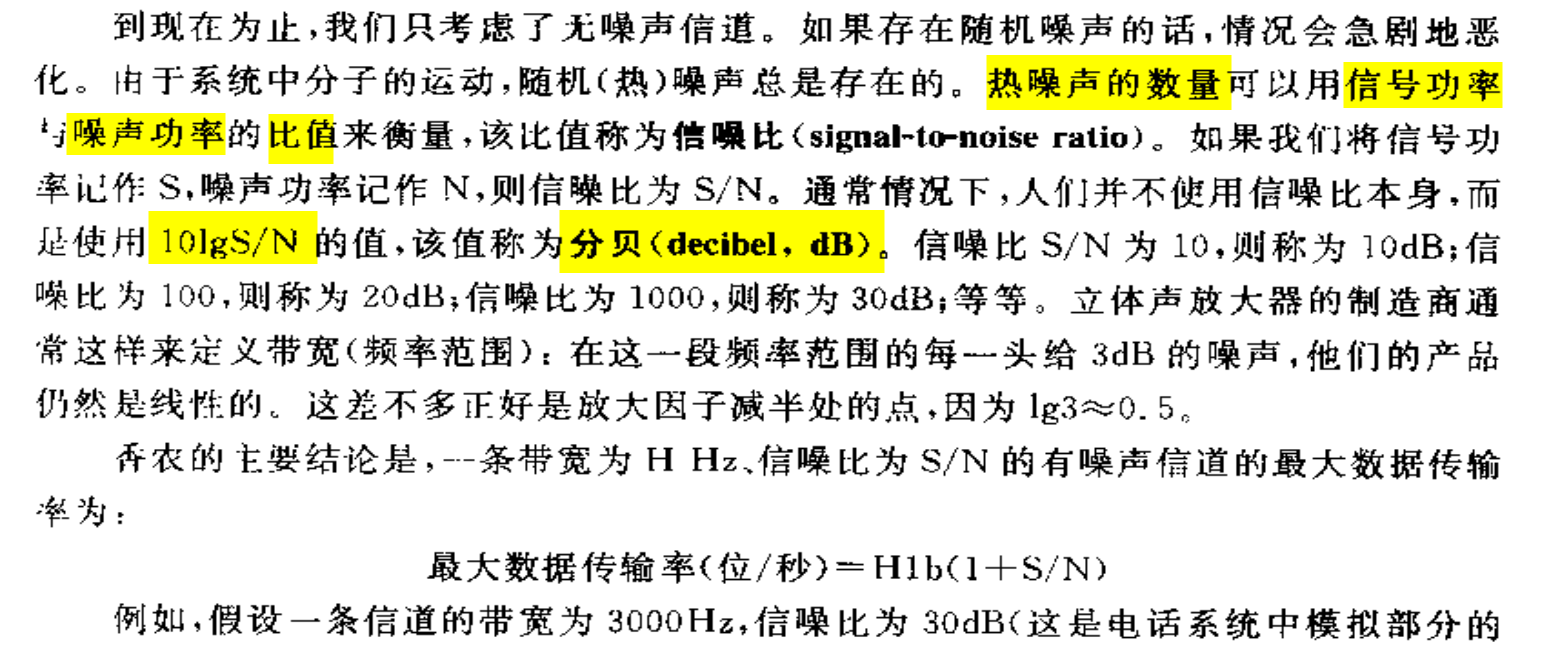 到现在为止,我们只考虑了无噪声信道。如果存在随机噪声的话,情况会急剧地恶
化。由于系统中分子的运动,随机(热)噪声总是存在的。热噪声的数量可以用信号功率
与噪声功率的比值来衡量,该比值称为信噪比(signal-to-noise ratio)。如果我们将信号功
率记作 S,噪声功率记作 N,则信噪比为 S/N。通常情况下,人们并不使用信噪比本身,而
是使用 10lgS/N 的值,该值称为分贝(decibel, dB)。信噪比 S/N 为 10,则称为 10dB;信
噪比为 100,则称为 20dB;信噪比为 1000,则称为 30dB;等等。立体声放大器的制造商通
常这样来定义带宽(频率范围):在这一段频率范围的每一头给 3dB 的噪声,他们的产品
仍然是线性的。这差不多正好是放大因子减半处的点,因为 lg3≈0.5。
香农的主要结论是,一条带宽为 H Hz、信噪比为 S/N 的有噪声信道的最大数据传输
率为:
最大数据传输率(位/秒)=H1b(1+S/N)
例如,假设一条信道的带宽为 3000Hz,信噪比为 30dB(这是电话系统中模拟部分的